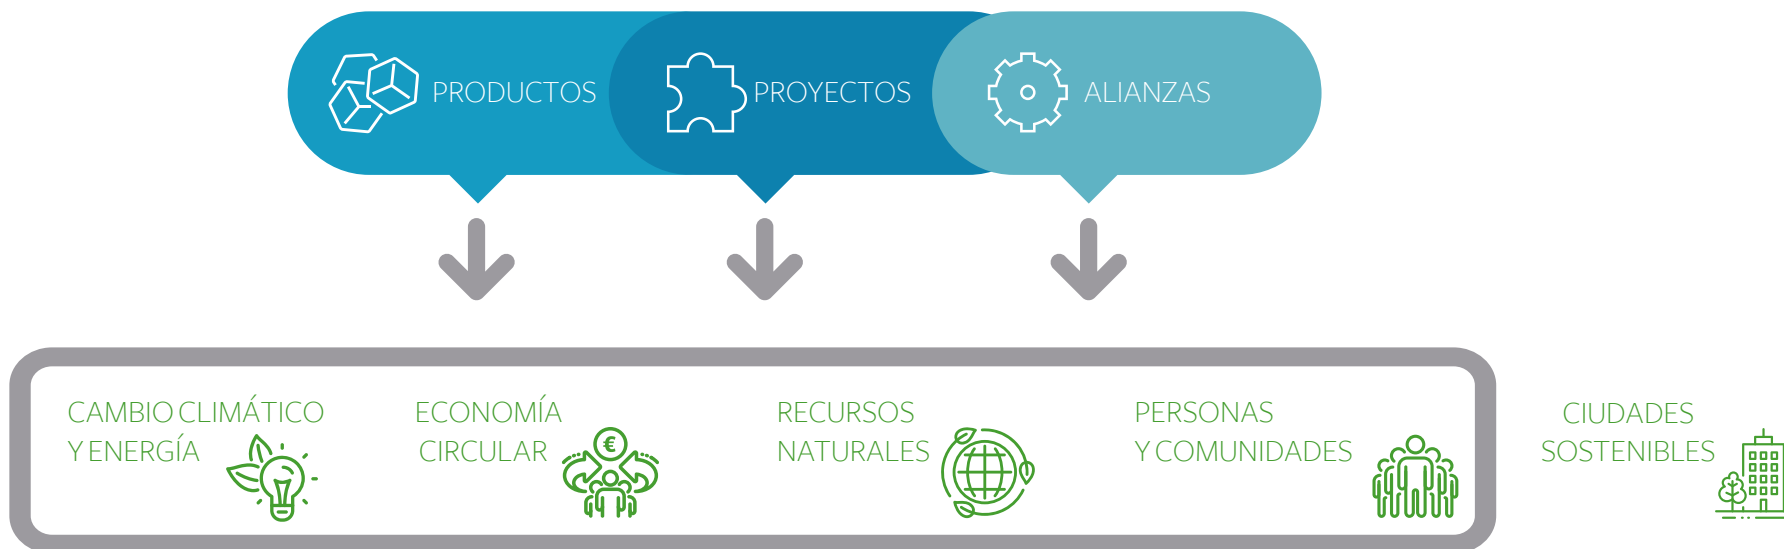 PRODUCTOS
PROYECTOS
ALIANZAS
CAMBIO CLIMÁTICO
Y ENERGÍA
ECONOMÍA
CIRCULAR
€
RECURSOS
NATURALES
PERSONAS
Y COMUNIDADES
CIUDADES
SOSTENIBLES